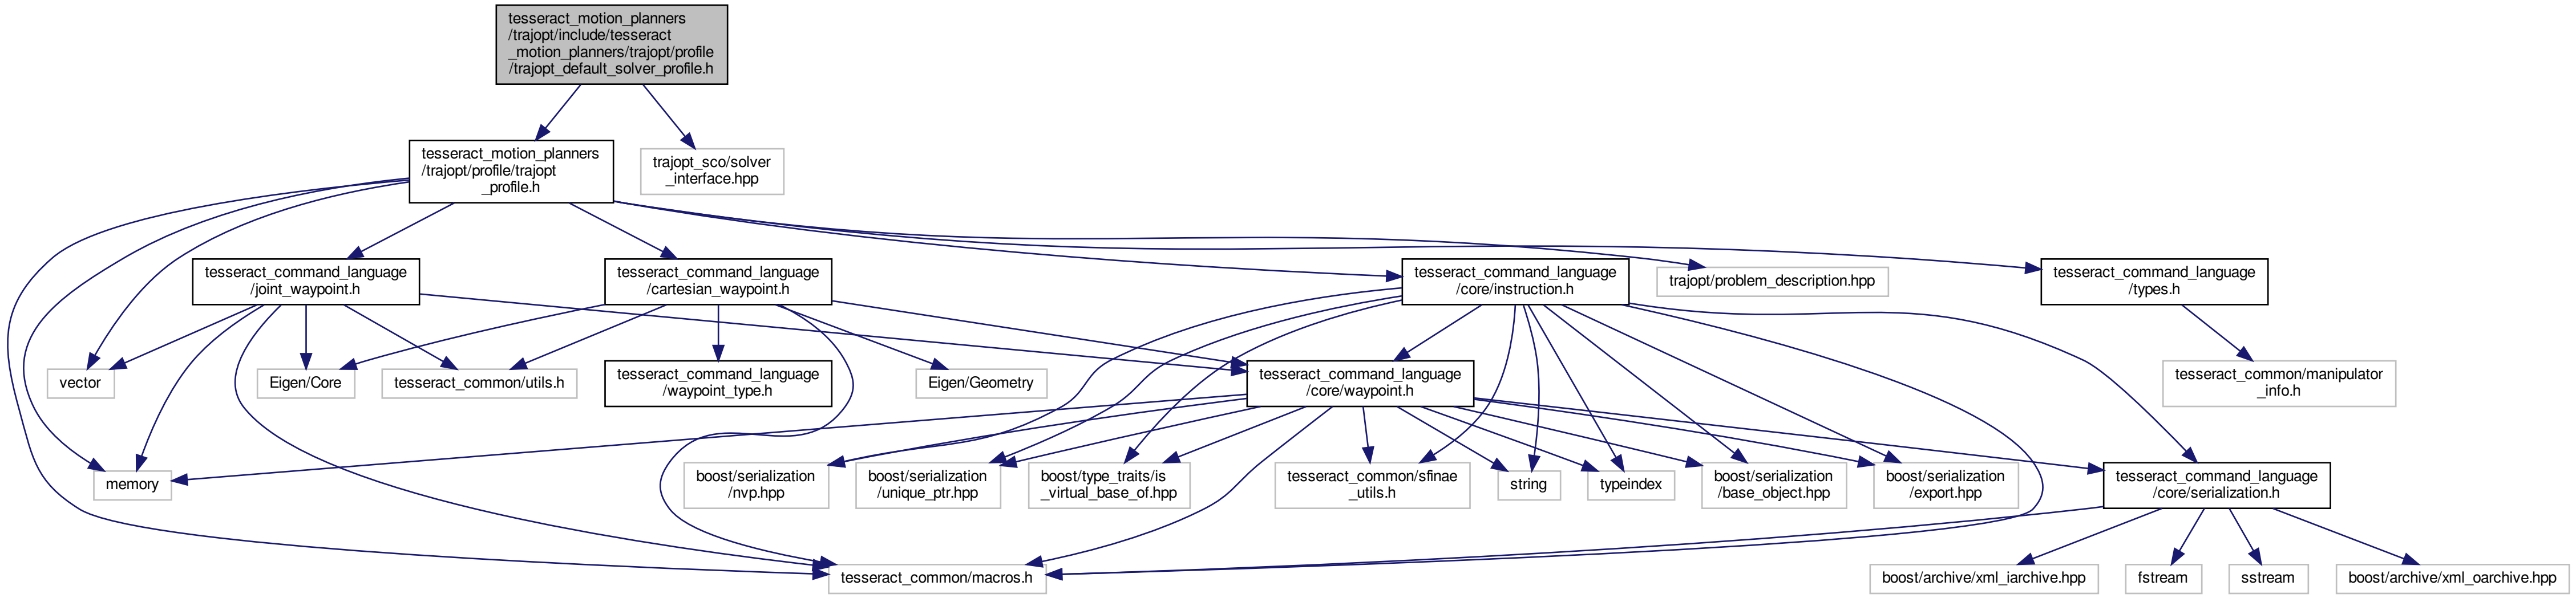 tesseract_motion_planners
/trajopt/include/tesseract
_motion_planners/trajopt/profile
/trajopt_default_solver_profile.h
tesseract_motion_planners
/trajopt/profile/trajopt
_profile.h
trajopt_sco/solver
_interface.hpp
tesseract_command_language
/joint_waypoint.h
tesseract_command_language
/cartesian_waypoint.h
tesseract_command_language
/core/instruction.h
trajopt/problem_description.hpp
tesseract_command_language
/types.h
vector
Eigen/Core
tesseract_common/utils.h
tesseract_command_language
/waypoint_type.h
Eigen/Geometry
tesseract_command_language
/core/waypoint.h
tesseract_common/manipulator
_info.h
memory
boost/serialization
/nvp.hpp
boost/serialization
/unique_ptr.hpp
boost/type_traits/is
_virtual_base_of.hpp
tesseract_common/sfinae
_utils.h
string
typeindex
boost/serialization
/base_object.hpp
boost/serialization
/export.hpp
tesseract_command_language
/core/serialization.h
tesseract_common/macros.h
boost/archive/xml_iarchive.hpp
fstream
sstream
boost/archive/xml_oarchive.hpp